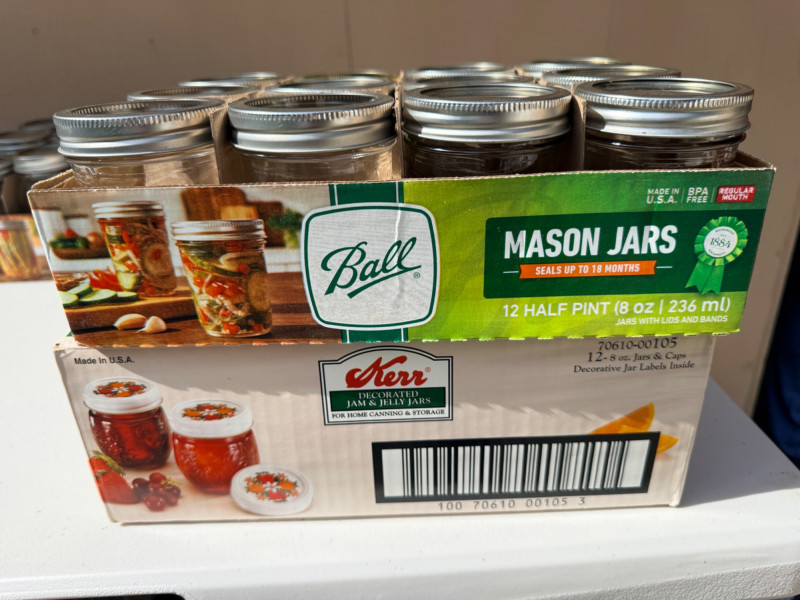 MADE IN U.S.A. BPA FREE REGULAR MOUTH
Ball®
MASON JARS
SEALS UP TO 18 MONTHS
1884
12 HALF PINT (8 oz | 236 ml)
JARS WITH LIDS AND BANDS
Made in U.S.A.
Kerr®
DECORATED
JAM & JELLY JARS
FOR HOME CANNING & STORAGE
70610-00105
12- 8 oz. Jars & Caps
Decorative Jar Labels Inside
100 70610 00105 3